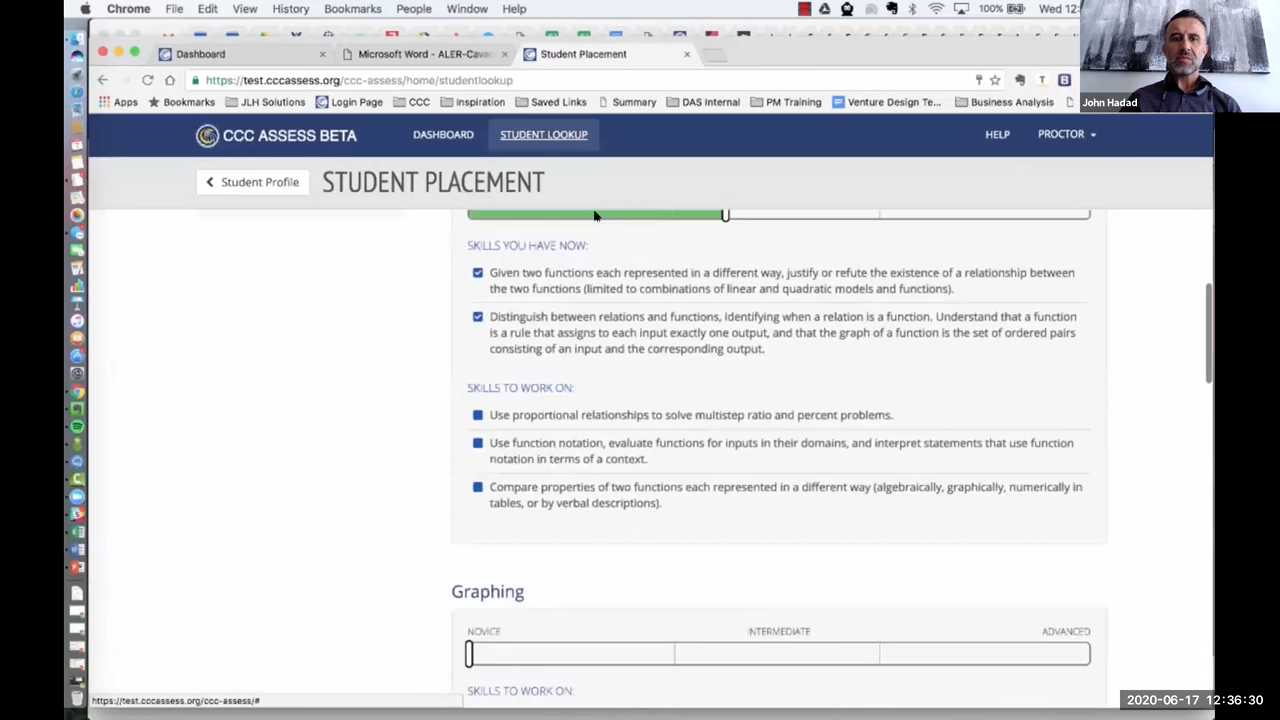 Chrome File Edit View History Bookmarks People Window Help
100%
Wed 12:
Dashboard
Microsoft Word - ALER-Cava
Student Placement
https://test.cccassess.org/ccc-assess/home/studentlookup
Apps Bookmarks JLH Solutions Login Page CCC Inspiration Saved Links Summary DAS Internal PM Training Venture Design Te... Business Analysis
John Hadad
CCC ASSESS BETA
DASHBOARD
STUDENT LOOKUP
HELP
PROCTOR
Student Profile
STUDENT PLACEMENT
SKILLS YOU HAVE NOW:
Given two functions each represented in a different way, justify or refute the existence of a relationship between
the two functions (limited to combinations of linear and quadratic models and functions).
Distinguish between relations and functions, identifying when a relation is a function. Understand that a function
is a rule that assigns to each input exactly one output, and that the graph of a function is the set of ordered pairs
consisting of an input and the corresponding output.
SKILLS TO WORK ON:
Use proportional relationships to solve multistep ratio and percent problems.
Use function notation, evaluate functions for inputs in their domains, and interpret statements that use function
notation in terms of a context.
Compare properties of two functions each represented in a different way (algebraically, graphically, numerically in
tables, or by verbal descriptions).
Graphing
NOVICE
INTERMEDIATE
ADVANCED
SKILLS TO WORK ON:
https://test.cccassess.org/ccc-assess/#
2020-06-17 12:36:30